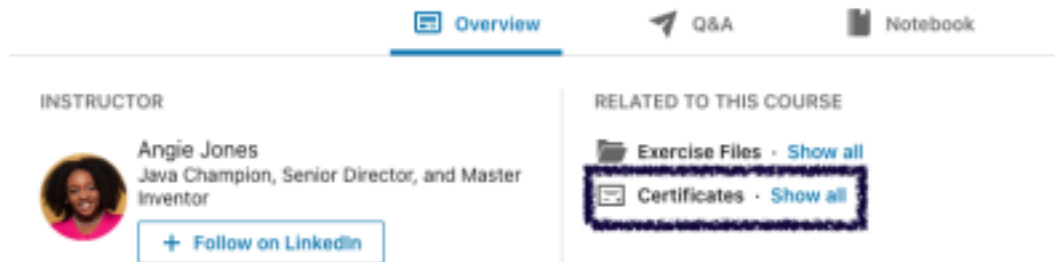 Overview
Q&A
Notebook
INSTRUCTOR
Angie Jones
Java Champion, Senior Director, and Master
Inventor
+ Follow on LinkedIn
RELATED TO THIS COURSE
Exercise Files · Show all
Certificates · Show all